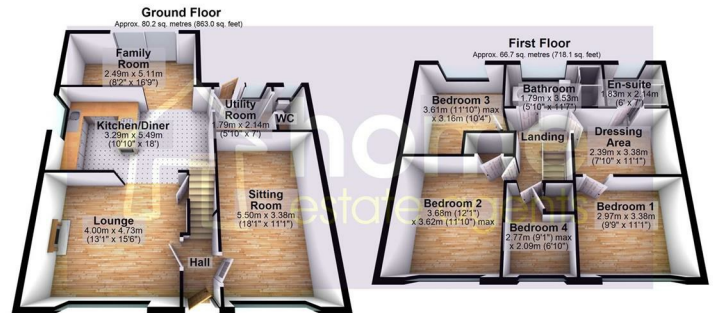 Ground Floor
Approx. 80.2 sq. metres (863.0 sq. feet)
Family
Room
2.49m x 5.11m
(8'2" x 16'9")
Kitchen/Diner
3.29m x 5.49m
(10'10" x 18')
Utility
Room
1.79m x 2.14m
(5'10" x 7')
WC
Lounge
4.00m x 4.73m
(13'1" x 15'6")
Sitting
Room
5.50m x 3.38m
(18'1" x 11'1")
Hall
First Floor
Approx. 66.7 sq. metres (718.1 sq. feet)
Bedroom 3
3.61m (11'10") max
x 3.16m (10'4")
Bathroom
1.79m x 3.53m
(5'10" x 11'7")
En-suite
1.83m x 2.14m
(6' x 7')
Landing
Dressing
Area
2.39m x 3.38m
(7'10" x 11'1")
Bedroom 2
3.68m (12'1")
x 3.62m (11'10") max
Bedroom 4
2.77m (9'1") max
x 2.09m (6'10")
Bedroom 1
2.97m x 3.38m
(9'9" x 11'1")
estate agents